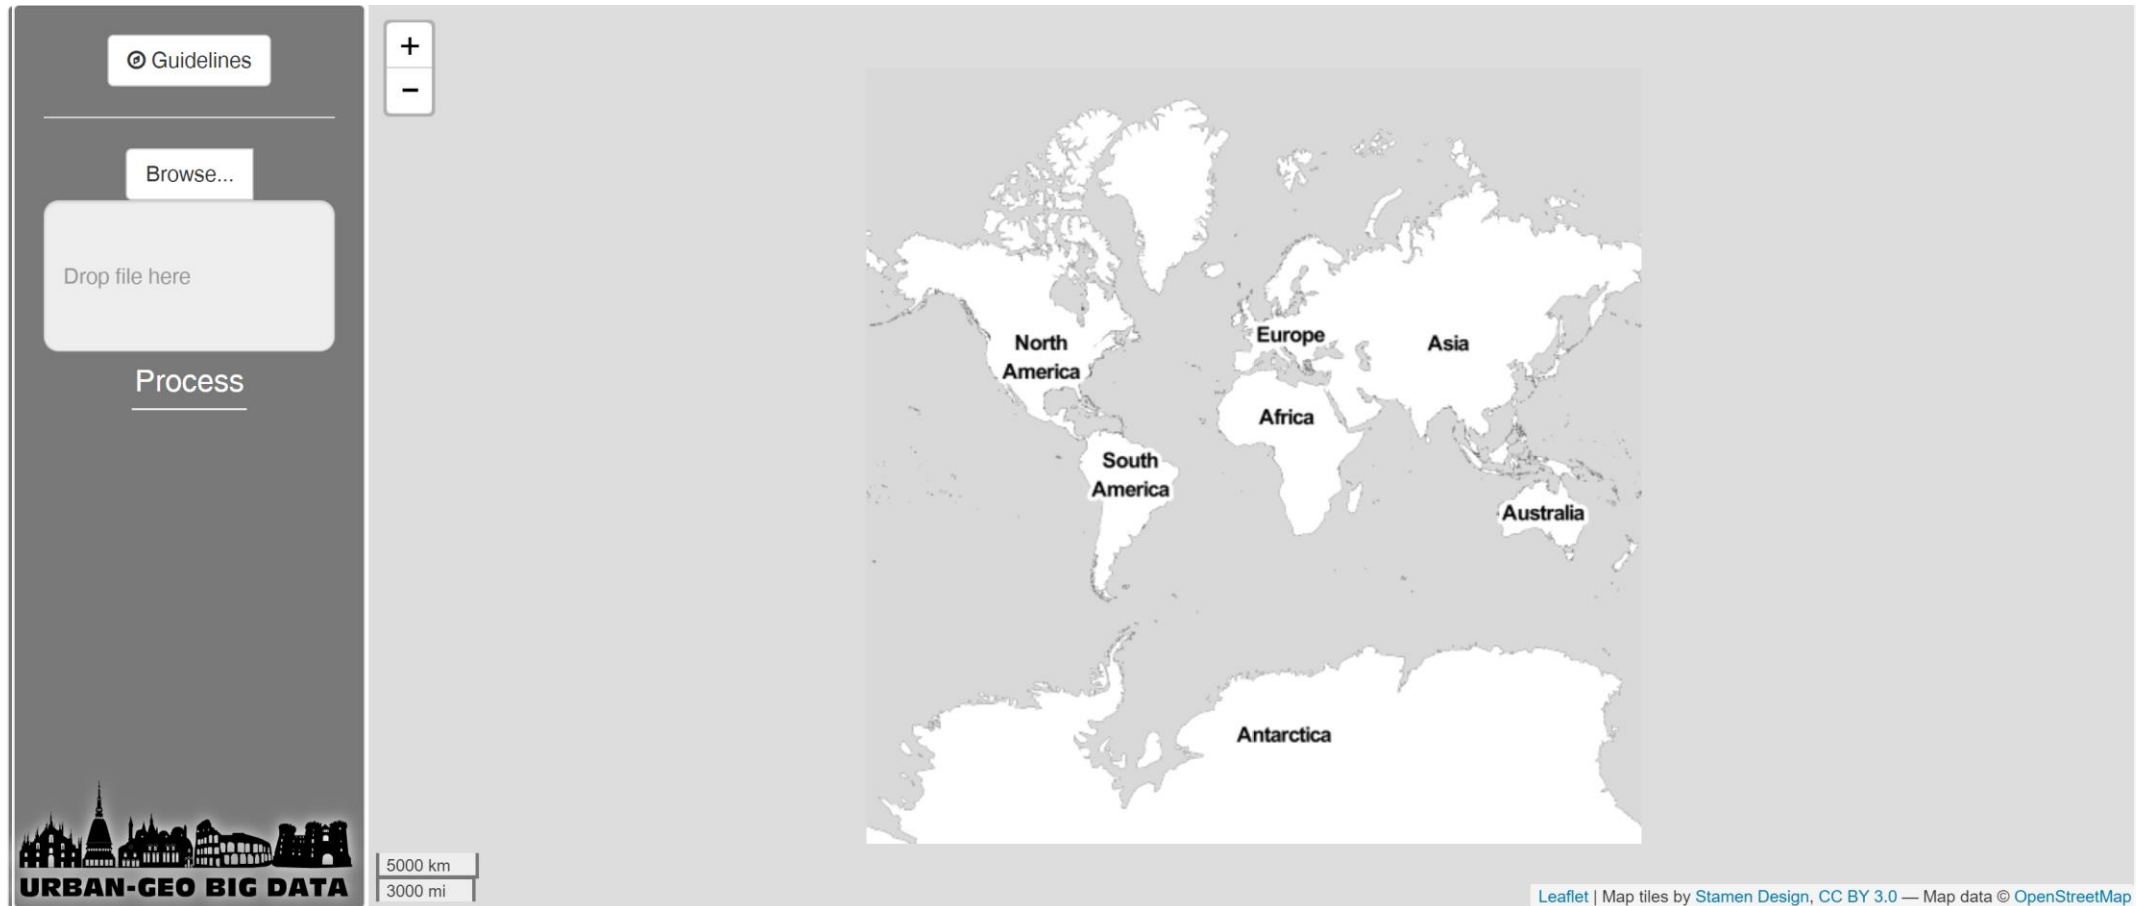 Guidelines
Browse...
Drop file here
Process
URBAN-GEO BIG DATA
+
−
North
America
Europe
Asia
Africa
South
America
Australia
Antarctica
5000 km
3000 mi
Leaflet | Map tiles by Stamen Design, CC BY 3.0 — Map data © OpenStreetMap